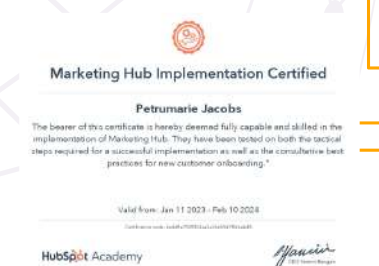 Marketing Hub Implementation Certified
Petrumarie Jacobs
The bearer of this certificate is hereby deemed fully capable and skilled in the
implementation of Marketing Hub. They have been tested on both the tactical
steps required for a successful implementation as well as the consultative best
practices for new customer onboarding."
Valid from: Jan 11 2023 - Feb 10 2024
HubSpot Academy